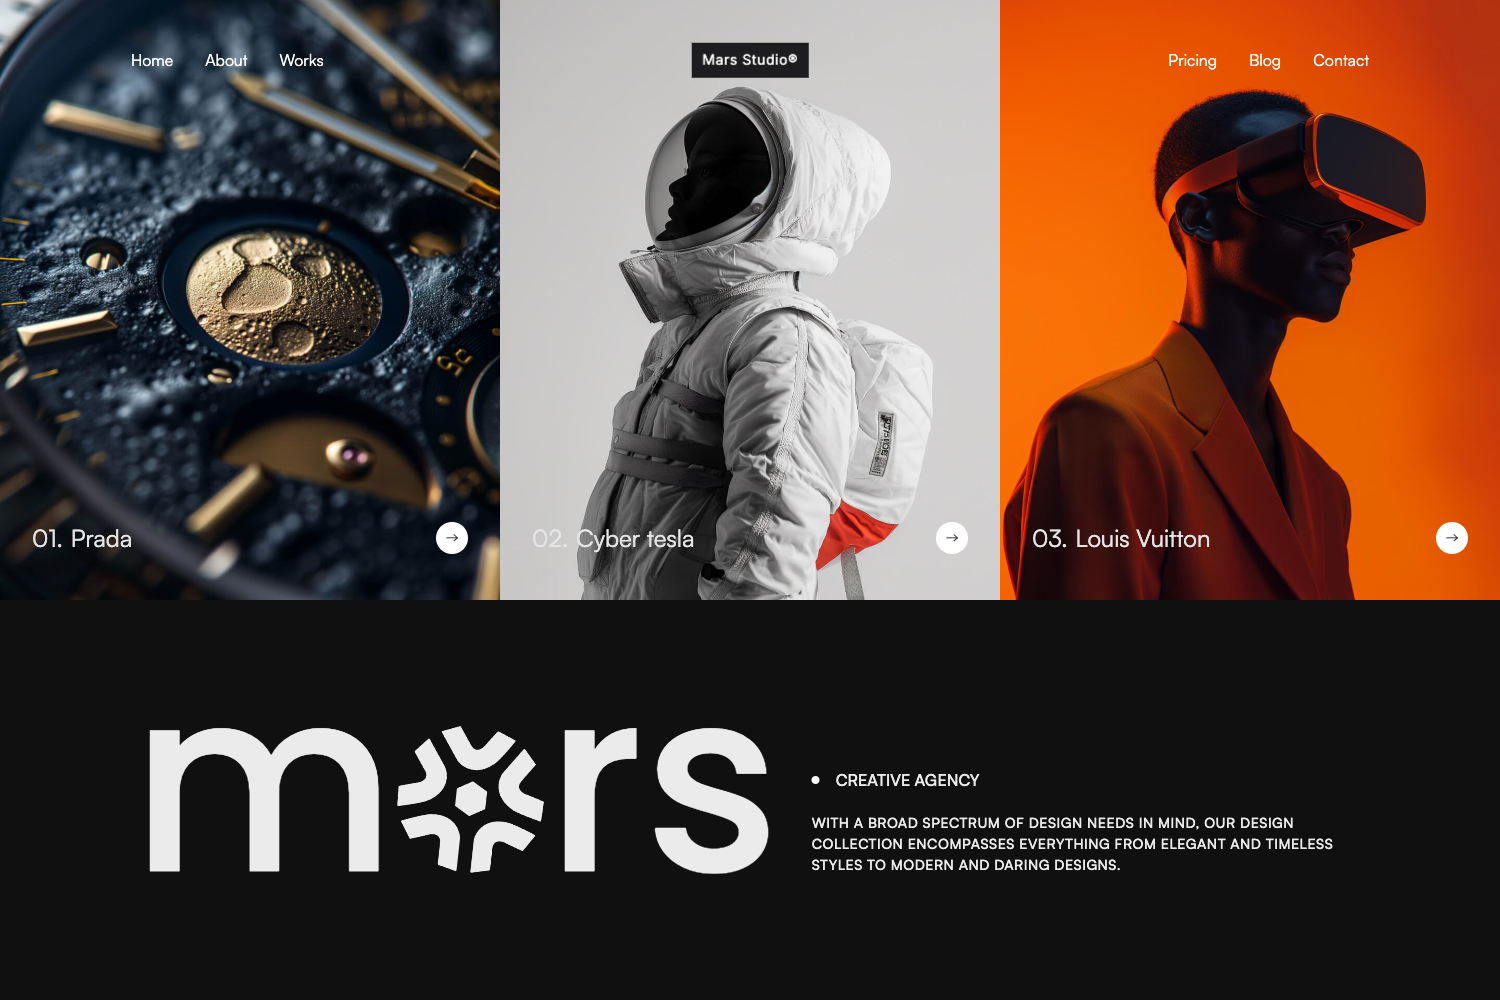 Home About Works
Mars Studio®
Pricing Blog Contact
55
01. Prada
02. Cyber tesla
03. Louis Vuitton
mars
CREATIVE AGENCY
WITH A BROAD SPECTRUM OF DESIGN NEEDS IN MIND, OUR DESIGN
COLLECTION ENCOMPASSES EVERYTHING FROM ELEGANT AND TIMELESS
STYLES TO MODERN AND DARING DESIGNS.